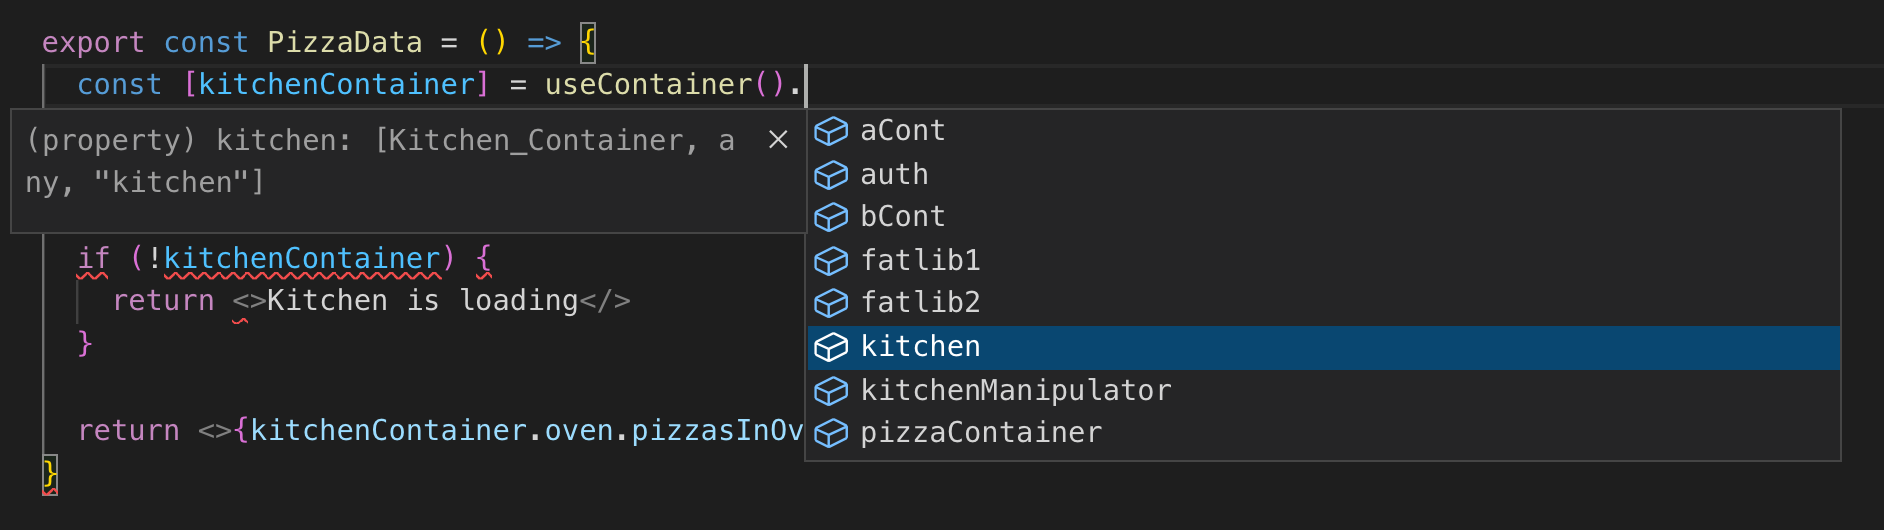 export const PizzaData = () => {
const [kitchenContainer] = useContainer().
(property) kitchen: [Kitchen_Container, a
ny, "kitchen"]
aCont
auth
bCont
fatlib1
fatlib2
kitchen
kitchenManipulator
pizzaContainer
if (!kitchenContainer) {
return <>Kitchen is loading</>
}
return <>{kitchenContainer.oven.pizzasInOv
}